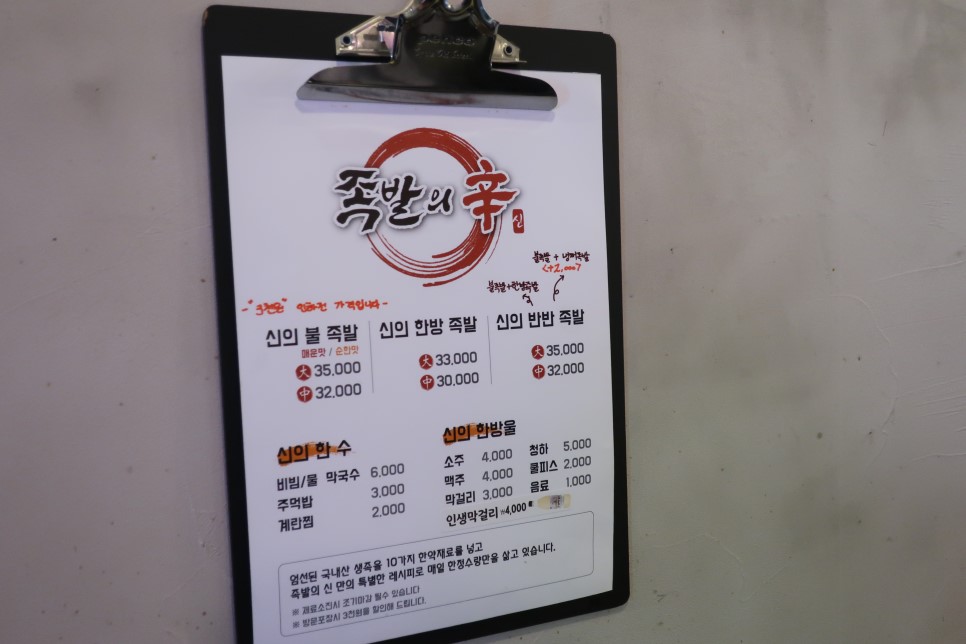 족발의 辛
신
불족발 + 냉채족발
<+2,000>
불족발+한방족발
-"3천원" 인하된 가격입니다-
신의 불 족발
매운맛 / 순한맛
大 35,000
中 32,000
신의 한방 족발
大 33,000
中 30,000
신의 반반 족발
大 35,000
中 32,000
신의 한 수
비빔/물 막국수 6,000
주먹밥 3,000
계란찜 2,000
신의 한방울
소주 4,000
맥주 4,000
막걸리 3,000
인생막걸리 ₩4,000
청하 5,000
쿨피스 2,000
음료 1,000
엄선된 국내산 생족을 10가지 한약재료를 넣고
족발의 신 만의 특별한 레시피로 매일 한정수량만을 삶고 있습니다.
※ 재료소진시 조기마감 될수 있습니다
※ 방문포장시 3천원을 할인해 드립니다.